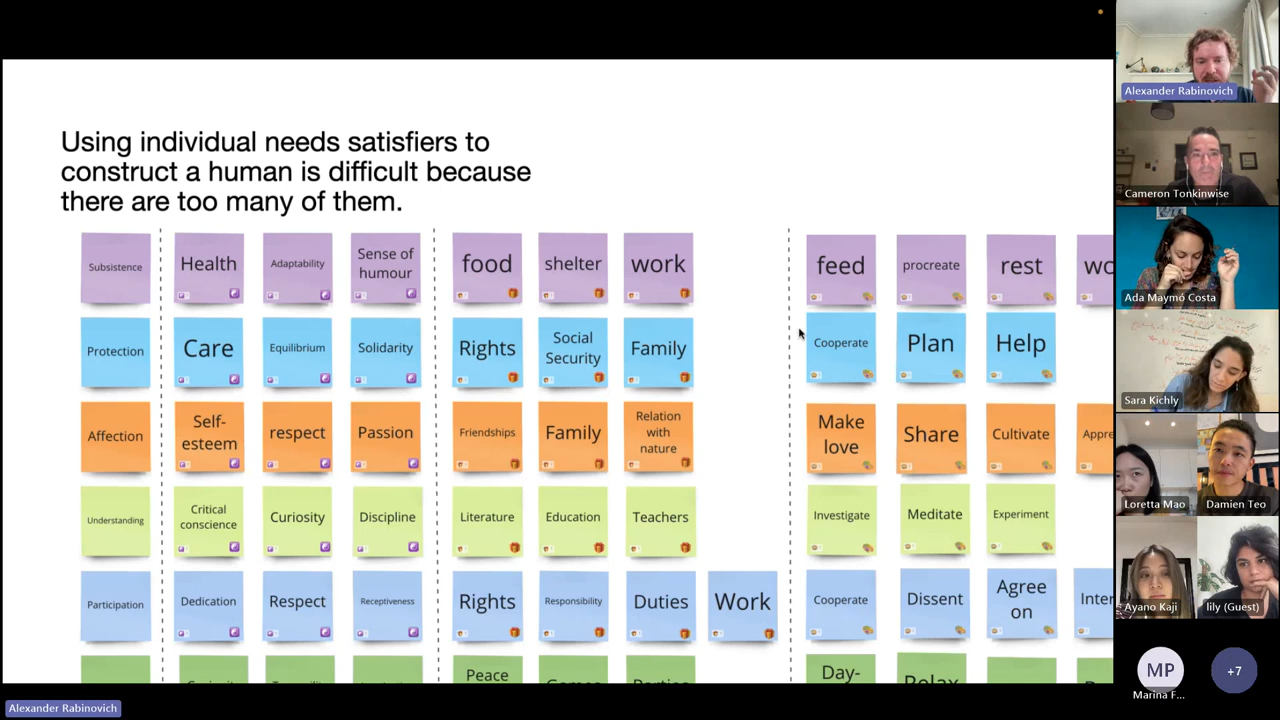 Using individual needs satisfiers to
construct a human is difficult because
there are too many of them.
Subsistence
Health
Adaptability
Sense of
humour
food
shelter
work
feed
procreate
rest
wo
Protection
Care
Equilibrium
Solidarity
Rights
Social
Security
Family
Cooperate
Plan
Help
Affection
Self-
esteem
respect
Passion
Friendships
Family
Relation
with
nature
Make
love
Share
Cultivate
Appre
Understanding
Critical
conscience
Curiosity
Discipline
Literature
Education
Teachers
Investigate
Meditate
Experiment
Participation
Dedication
Respect
Receptiveness
Rights
Responsibility
Duties
Work
Cooperate
Dissent
Agree
on
Inter
Peace
Day-
Relax
Alexander Rabinovich
Cameron Tonkinwise
Ada Maymó Costa
Sara Kichly
Loretta Mao
Damien Teo
Ayano Kaji
lily (Guest)
MP
Marina F...
+7
Alexander Rabinovich